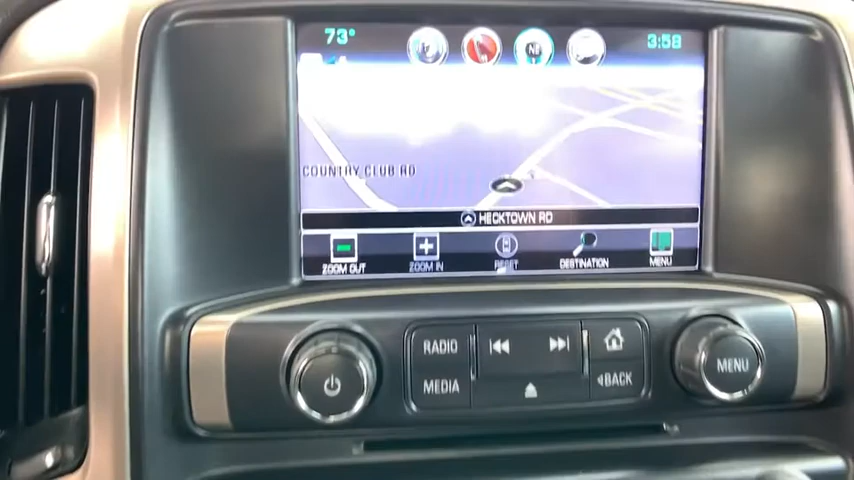 73°
3:58
COUNTRY CLUB RD
HECKTOWN RD
ZOOM OUT
ZOOM IN
RESET
DESTINATION
MENU
RADIO
MEDIA
BACK
MENU